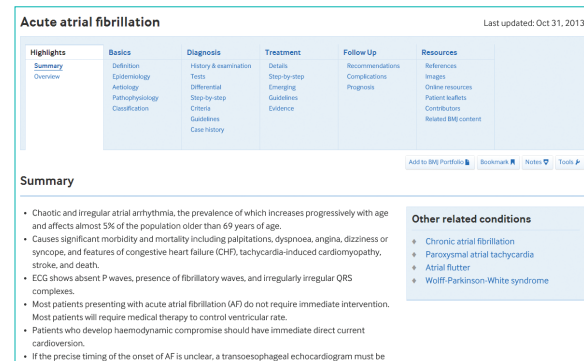 Acute atrial fibrillation
Last updated: Oct 31, 2013
Highlights
Summary
Overview
Basics
Definition
Epidemiology
Aetiology
Pathophysiology
Classification
Diagnosis
History & examination
Tests
Differential
Step-by-step
Criteria
Guidelines
Case history
Treatment
Details
Step-by-step
Emerging
Guidelines
Evidence
Follow Up
Recommendations
Complications
Prognosis
Resources
References
Images
Online resources
Patient leaflets
Contributors
Related BMJ content
Add to BMJ Portfolio
Bookmark
Notes
Tools
Summary
• Chaotic and irregular atrial arrhythmia, the prevalence of which increases progressively with age
and affects almost 5% of the population older than 69 years of age.
• Causes significant morbidity and mortality including palpitations, dyspnoea, angina, dizziness or
syncope, and features of congestive heart failure (CHF), tachycardia-induced cardiomyopathy,
stroke, and death.
• ECG shows absent P waves, presence of fibrillatory waves, and irregularly irregular QRS
complexes.
• Most patients presenting with acute atrial fibrillation (AF) do not require immediate intervention.
Most patients will require medical therapy to control ventricular rate.
• Patients who develop haemodynamic compromise should have immediate direct current
cardioversion.
• If the precise timing of the onset of AF is unclear, a transoesophageal echocardiogram must be
Other related conditions
Chronic atrial fibrillation
Paroxysmal atrial tachycardia
Atrial flutter
Wolff-Parkinson-White syndrome